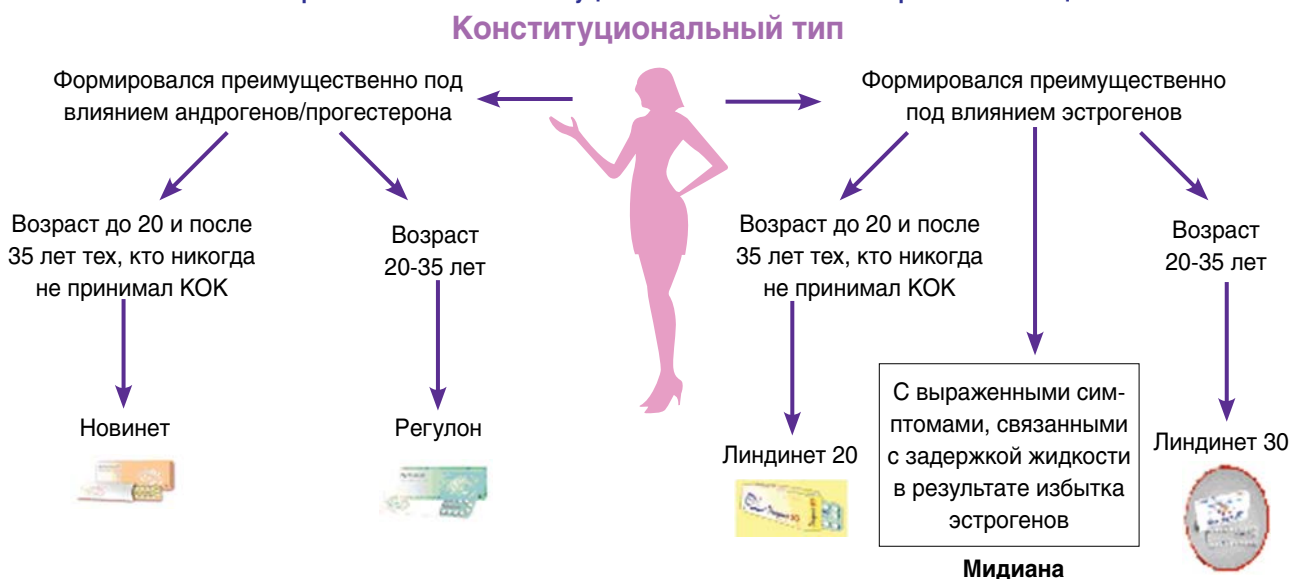 Конституциональный тип
Формировался преимущественно под
влиянием андрогенов/прогестерона
Возраст до 20 и после
35 лет тех, кто никогда
не принимал КОК
Новинет
Возраст
20-35 лет
Регулон
Формировался преимущественно
под влиянием эстрогенов
Возраст до 20 и после
35 лет тех, кто никогда
не принимал КОК
Линдинет 20
С выраженными сим-
птомами, связанными
с задержкой жидкости
в результате избытка
эстрогенов
Мидиана
Возраст
20-35 лет
Линдинет 30